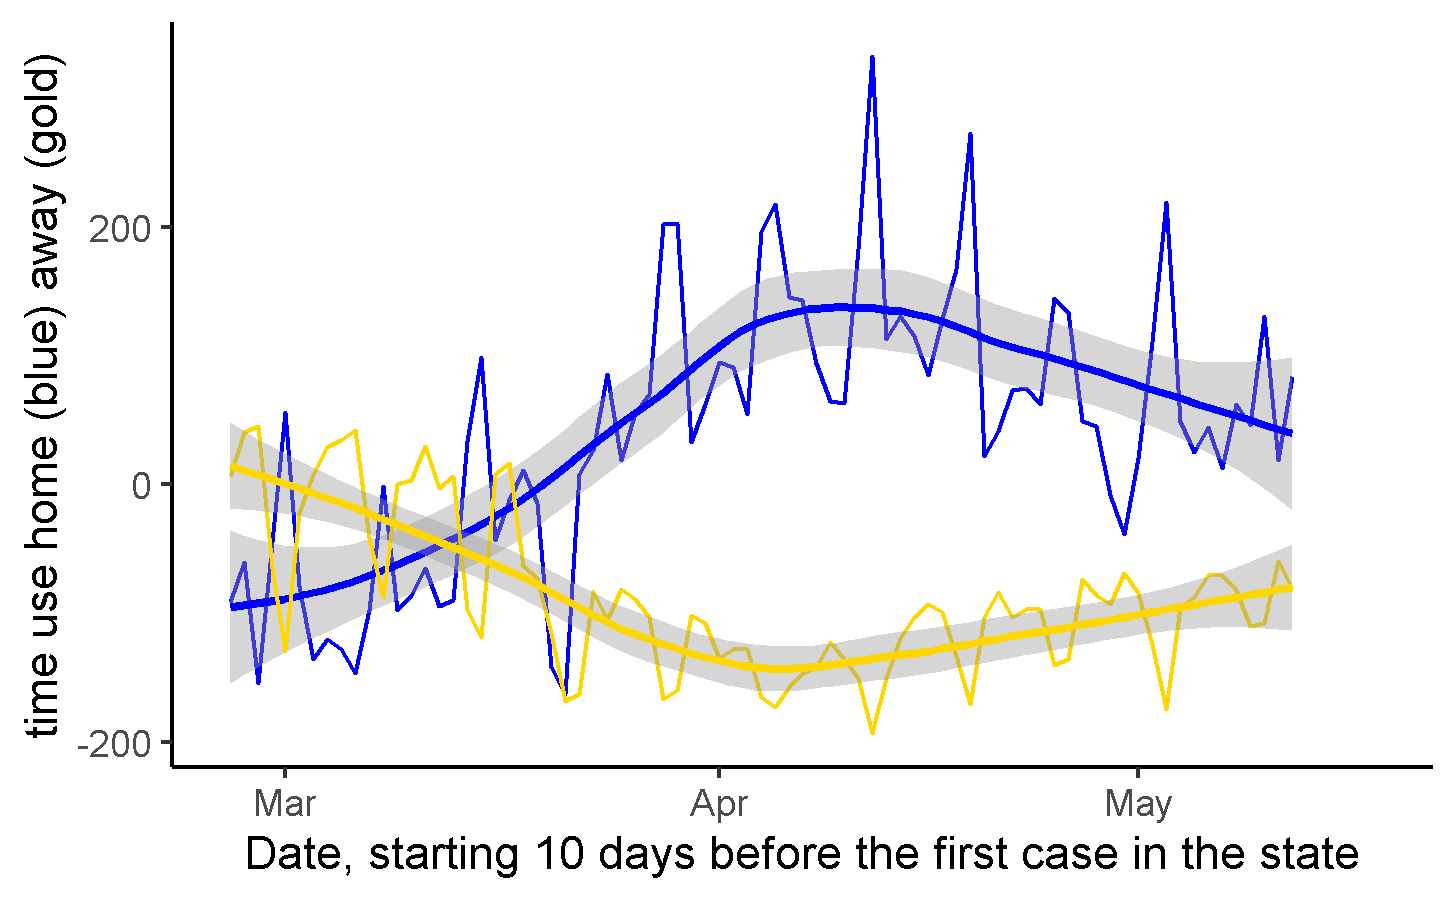 time use home (blue) away (gold)
200
0
-200
Mar Apr May
Date, starting 10 days before the first case in the state